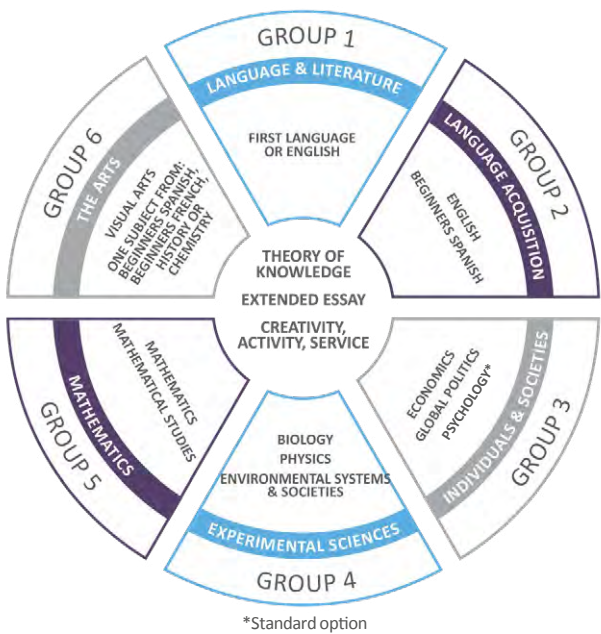 GROUP 1
LANGUAGE & LITERATURE
FIRST LANGUAGE
OR ENGLISH
GROUP 2
LANGUAGE ACQUISITION
ENGLISH
BEGINNERS SPANISH
GROUP 3
INDIVIDUALS & SOCIETIES
ECONOMICS
GLOBAL POLITICS
PSYCHOLOGY*
BIOLOGY
PHYSICS
ENVIRONMENTAL SYSTEMS
& SOCIETIES
EXPERIMENTAL SCIENCES
GROUP 4
GROUP 5
MATHEMATICS
MATHEMATICS
MATHEMATICAL STUDIES
GROUP 6
THE ARTS
VISUAL ARTS
ONE SUBJECT FROM:
BEGINNERS SPANISH,
BEGINNERS FRENCH,
HISTORY OR
CHEMISTRY
THEORY OF
KNOWLEDGE
EXTENDED ESSAY
CREATIVITY,
ACTIVITY, SERVICE
*Standard option